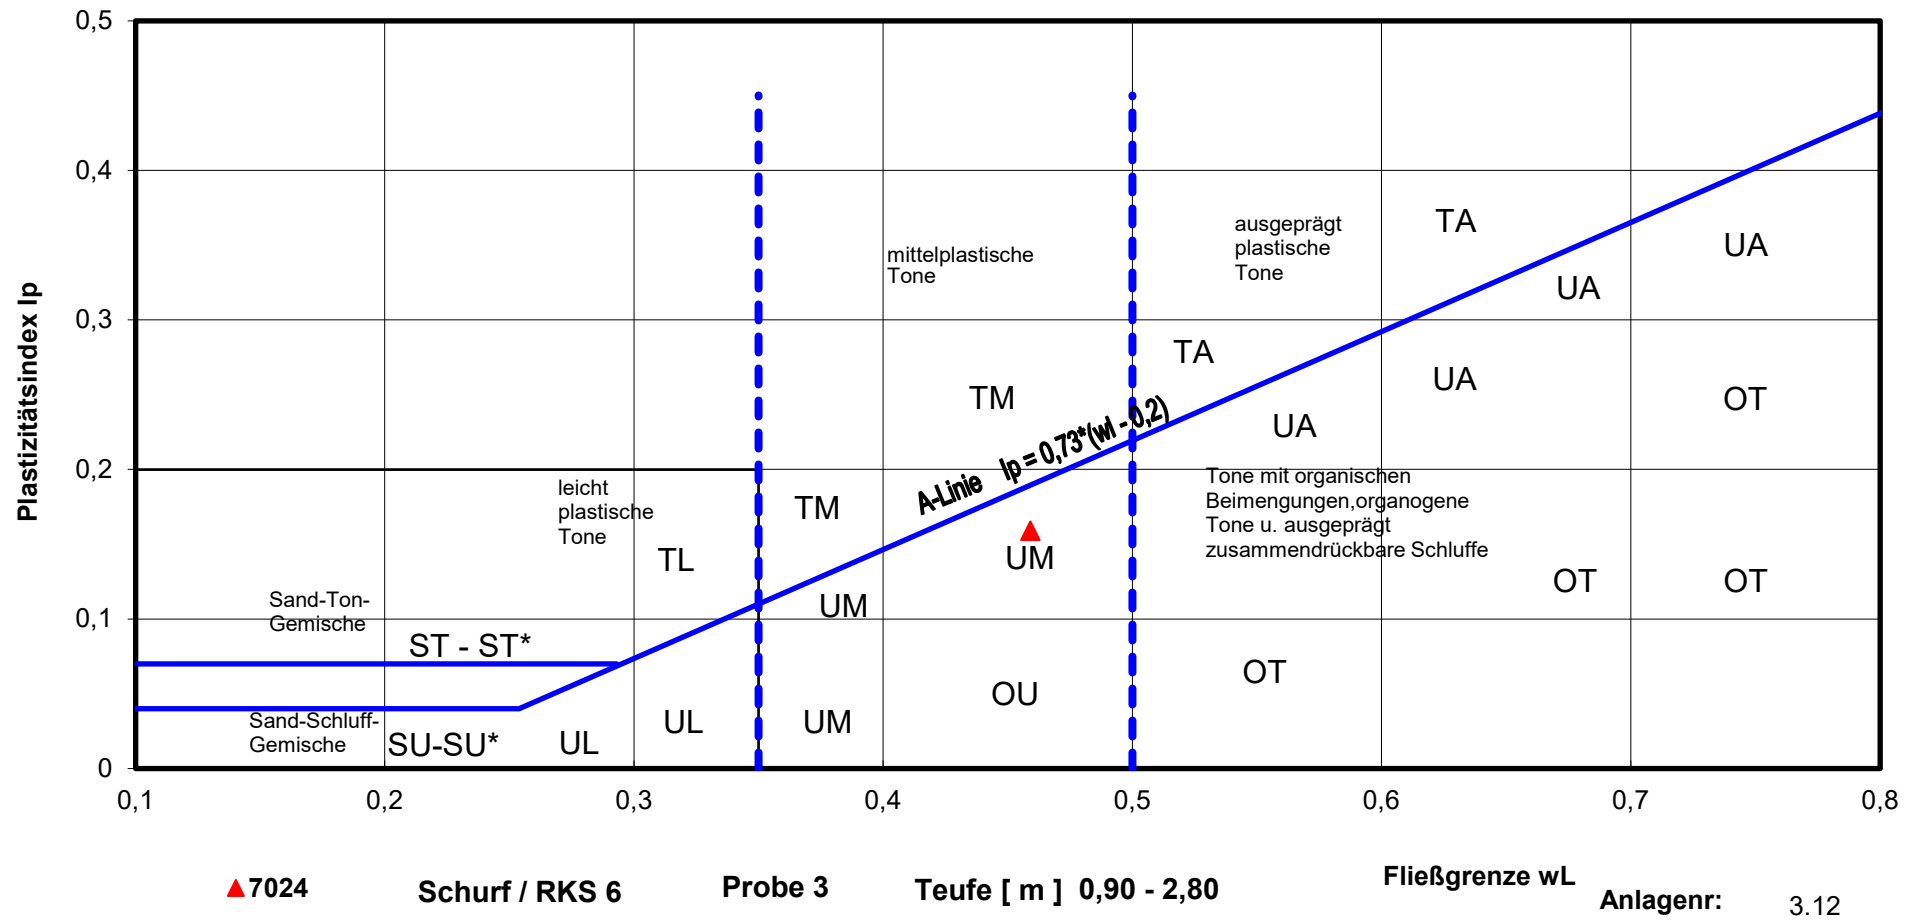 0,5
0,4
0,3
0,2
0,1
0
Plastizitätsindex Ip
ausgeprägt
plastische
Tone
TA
UA
mittelplastische
Tone
UA
TA
UA
TM
OT
A-Linie Ip = 0,73*(wl - 0,2)
UA
leicht
plastische
Tone
TM
Tone mit organischen
Beimengungen,organogene
Tone u. ausgeprägt
zusammendrückbare Schluffe
TL
UM
OT
OT
Sand-Ton-
Gemische
UM
ST - ST*
OT
OU
Sand-Schluff-
Gemische
SU-SU*
UL
UL
UM
0,1
0,2
0,3
0,4
0,5
0,6
0,7
0,8
7024
Schurf / RKS 6
Probe 3
Teufe [ m ] 0,90 - 2,80
Fließgrenze wL
Anlagenr: 3.12